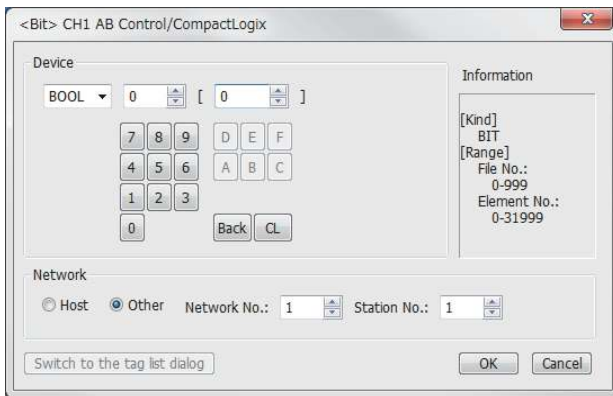 <Bit> CH1 AB Control/CompactLogix
x
Device
BOOL 0 [ 0 ]
7 8 9 D E F
4 5 6 A B C
1 2 3
0 Back CL
Information
[Kind]
BIT
[Range]
File No.:
0-999
Element No.:
0-31999
Network
Host Other Network No.: 1 Station No.: 1
Switch to the tag list dialog OK Cancel